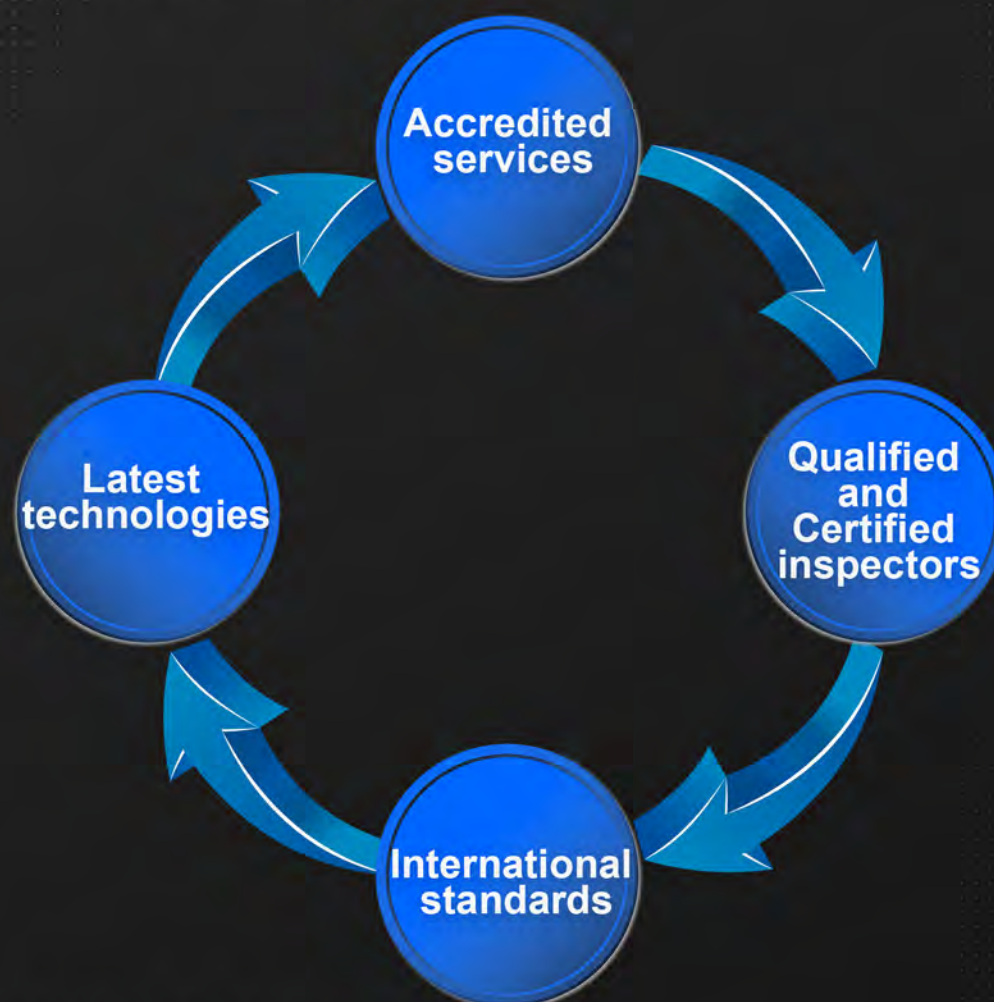 Accredited
services
Qualified
and
Certified
inspectors
International
standards
Latest
technologies